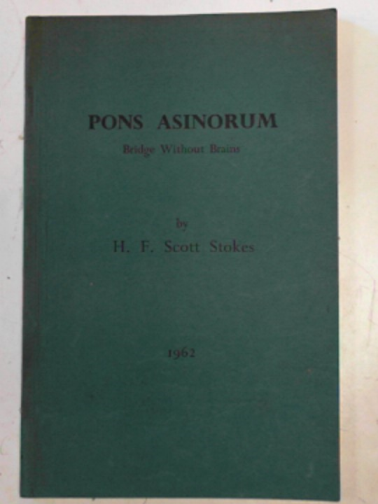 PONS ASINORUM
Bridge Without Brains
by
H. F. Scott Stokes
1962